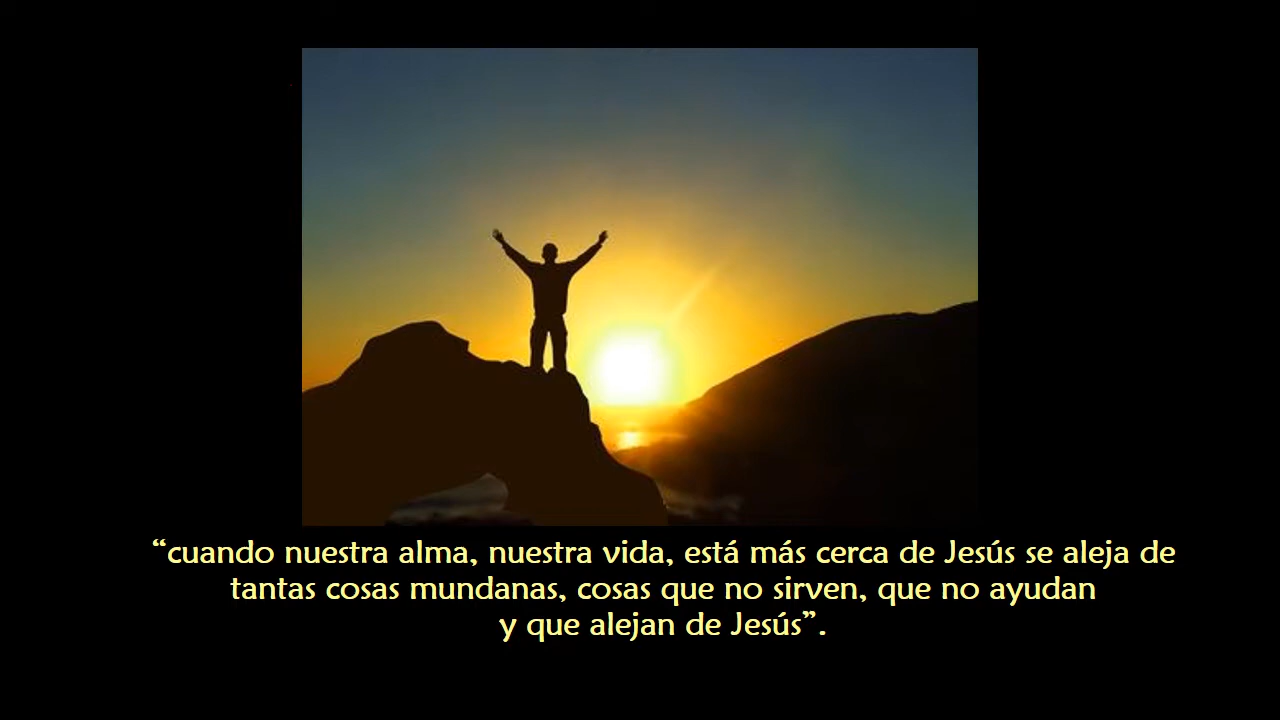 “cuando nuestra alma, nuestra vida, está más cerca de Jesús se aleja de
tantas cosas mundanas, cosas que no sirven, que no ayudan
y que alejan de Jesús”.